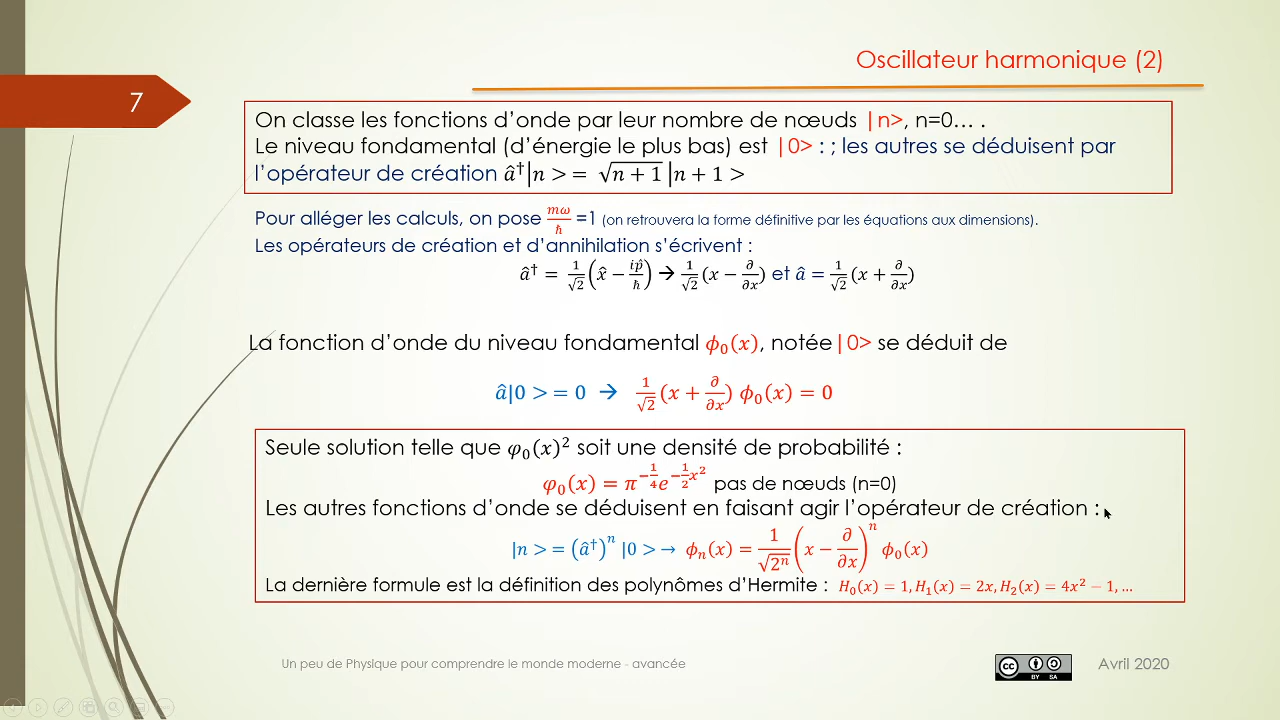 Oscillateur harmonique (2)
7
On classe les fonctions d'onde par leur nombre de nœuds |n>, n=0… .
Le niveau fondamental (d'énergie le plus bas) est |0> : ; les autres se déduisent par
l'opérateur de création â†|n > = √(n+1) |n + 1 >
Pour alléger les calculs, on pose mω/ħ =1 (on retrouvera la forme définitive par les équations aux dimensions).
Les opérateurs de création et d'annihilation s'écrivent :
â† = 1/√2 (x̂ − ip̂/ħ) → 1/√2 (x − ∂/∂x) et â = 1/√2 (x + ∂/∂x)
La fonction d'onde du niveau fondamental ϕ₀(x), notée |0> se déduit de
â|0 > = 0 → 1/√2 (x + ∂/∂x) ϕ₀(x) = 0
Seule solution telle que φ₀(x)² soit une densité de probabilité :
φ₀(x) = π^(−1/4) e^(−1/2 x²) pas de nœuds (n=0)
Les autres fonctions d'onde se déduisent en faisant agir l'opérateur de création :
|n > = (â†)ⁿ |0 > → ϕₙ(x) = 1/√(2ⁿ) (x − ∂/∂x)ⁿ ϕ₀(x)
La dernière formule est la définition des polynômes d'Hermite : H₀(x) = 1, H₁(x) = 2x, H₂(x) = 4x² − 1, …
Un peu de Physique pour comprendre le monde moderne - avancée
cc BY SA
Avril 2020